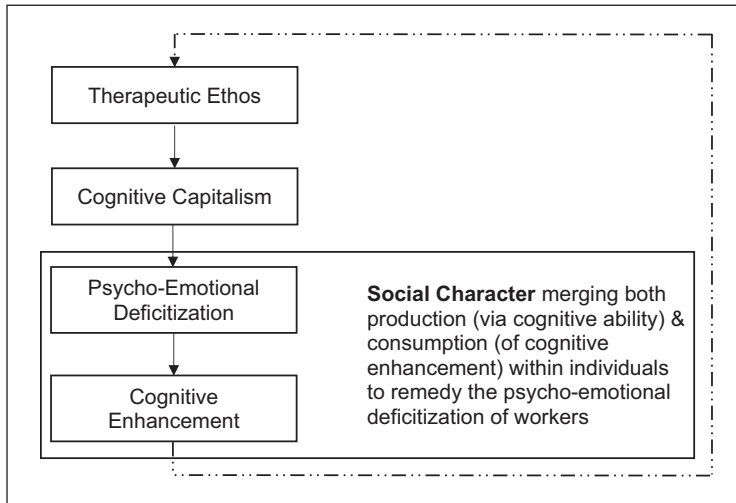 Therapeutic Ethos
Cognitive Capitalism
Psycho-Emotional
Deficitization
Cognitive
Enhancement
Social Character merging both
production (via cognitive ability) &
consumption (of cognitive
enhancement) within individuals
to remedy the psycho-emotional
deficitization of workers